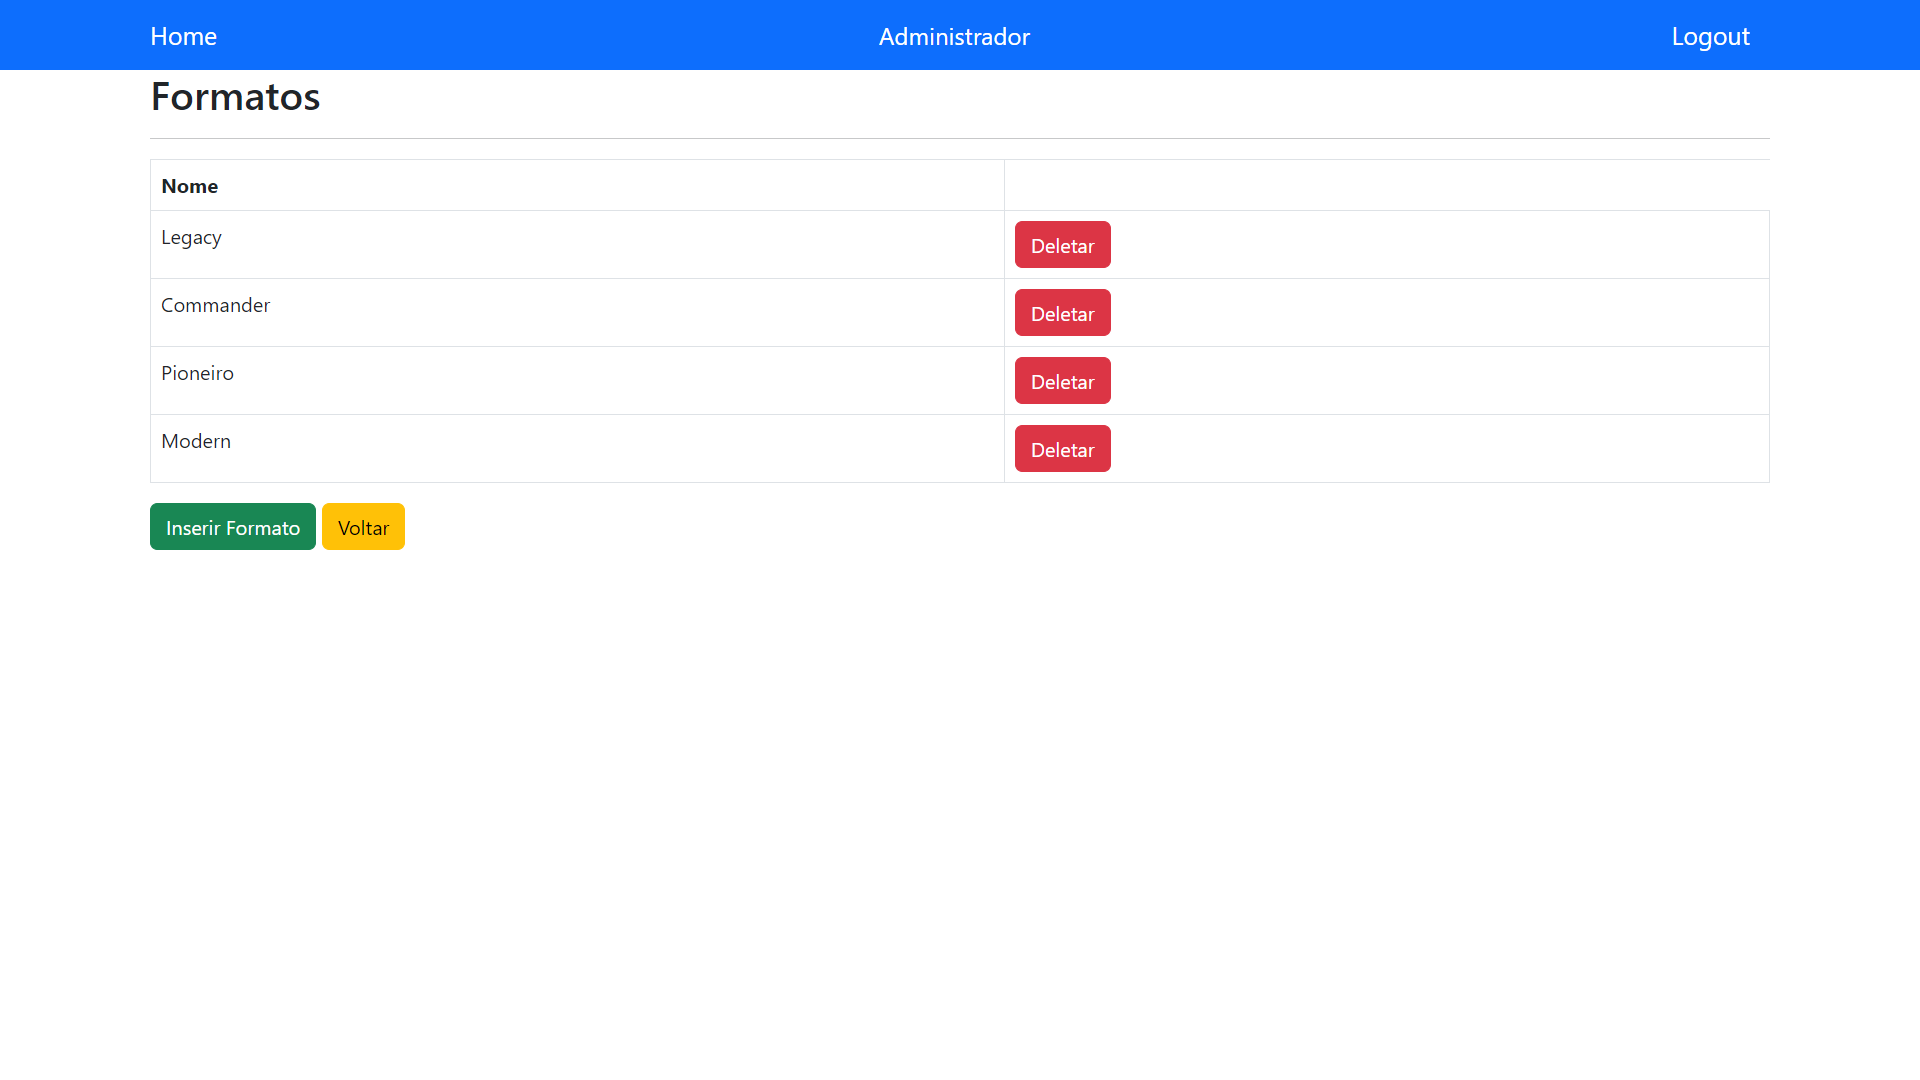 Home Administrador Logout
Formatos
Nome
Legacy Deletar
Commander Deletar
Pioneiro Deletar
Modern Deletar
Inserir Formato Voltar